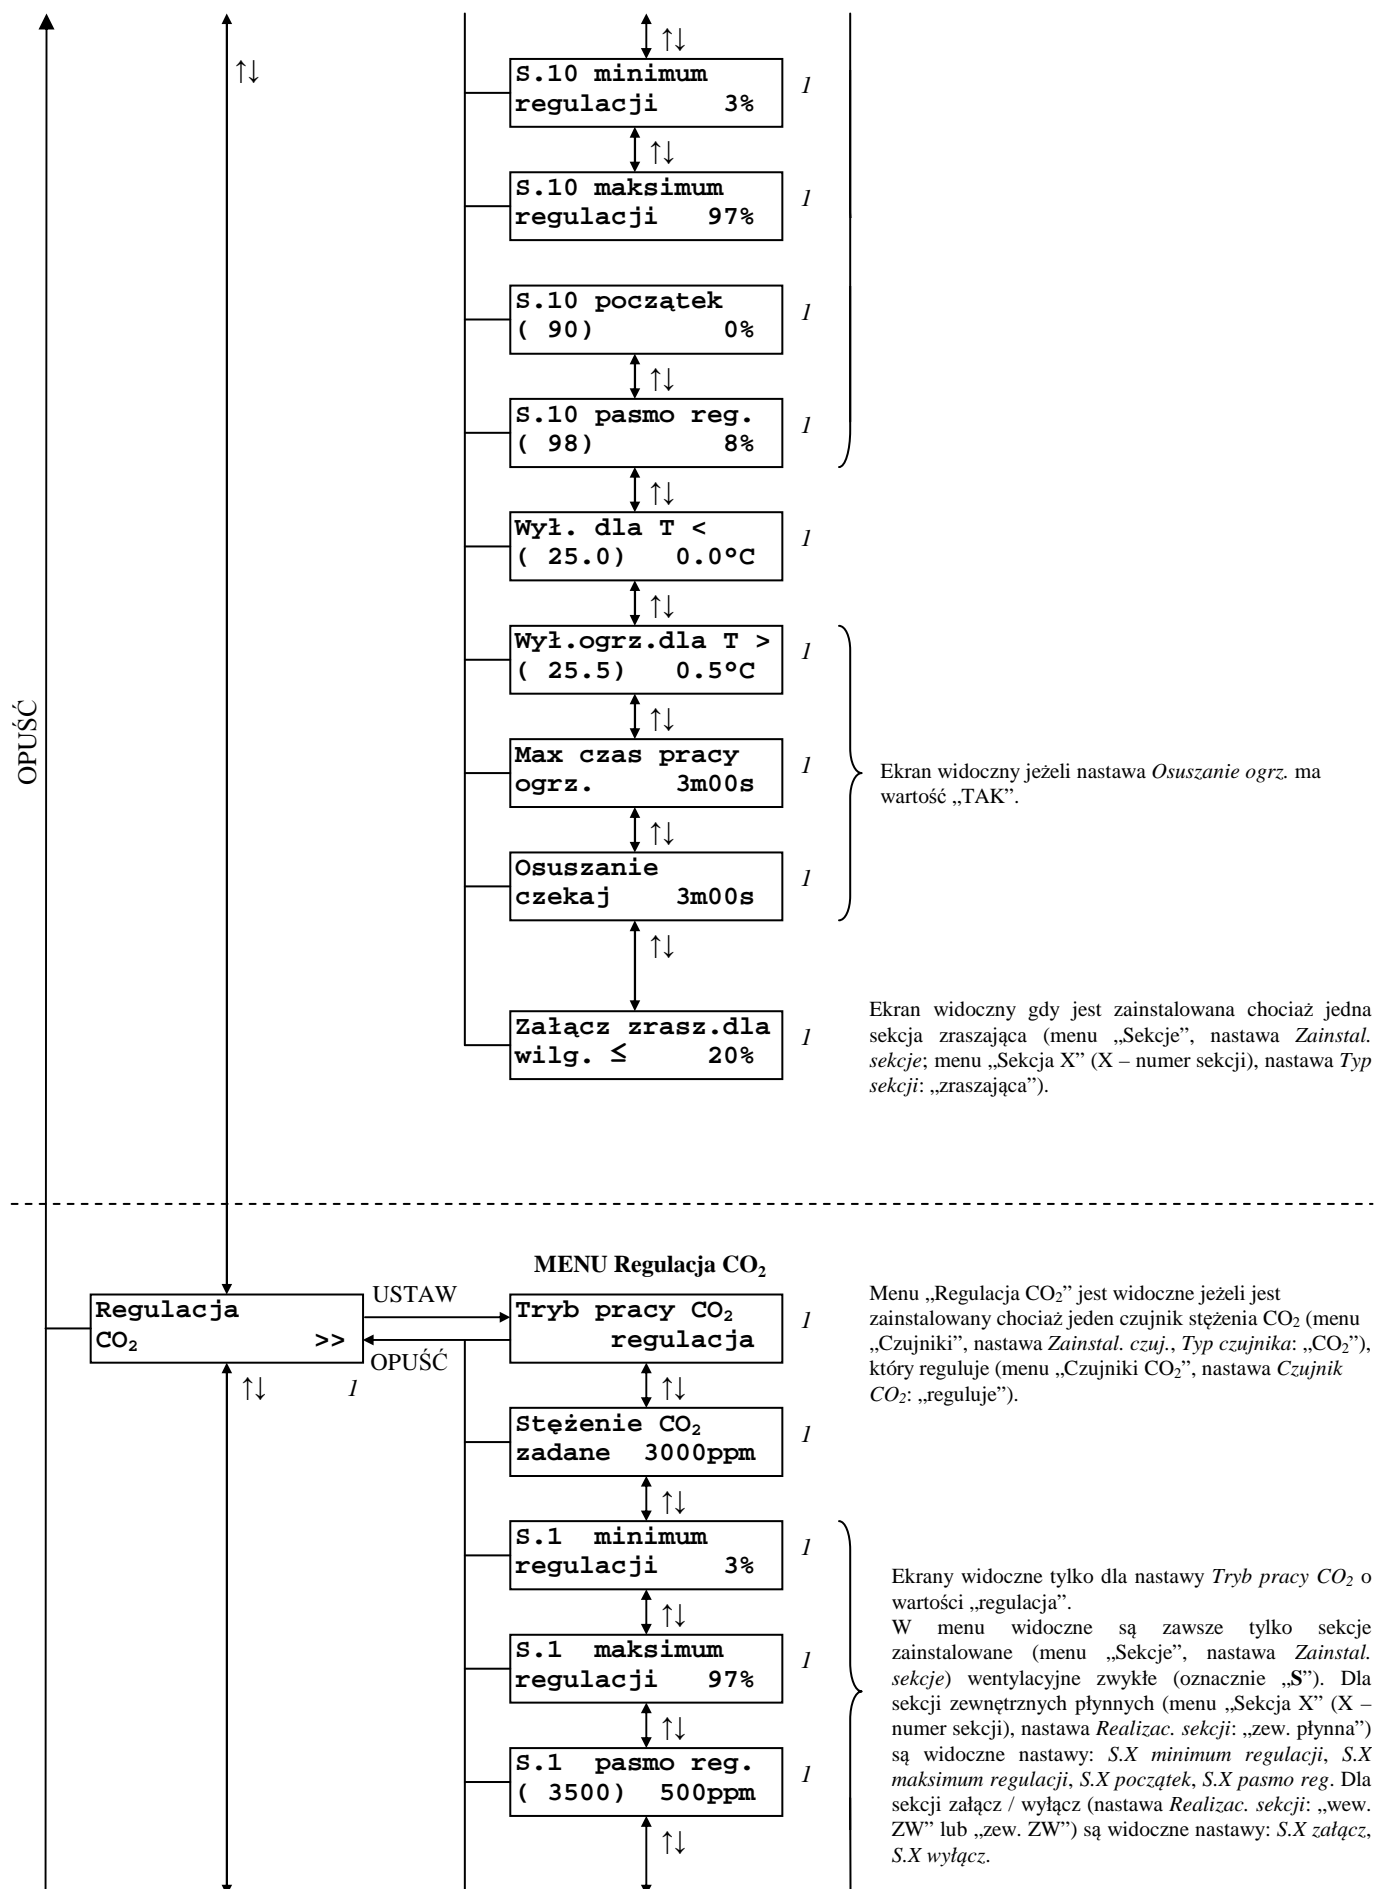 ↑↓
↑↓
S.10 minimum
regulacji 3%
1
↑↓
S.10 maksimum
regulacji 97%
1
S.10 początek
( 90) 0%
1
↑↓
S.10 pasmo reg.
( 98) 8%
1
↑↓
Wył. dla T <
( 25.0) 0.0°C
1
↑↓
Wył.ogrz.dla T >
( 25.5) 0.5°C
1
↑↓
OPUŚĆ
Max czas pracy
ogrz. 3m00s
1
Ekran widoczny jeżeli nastawa Osuszanie ogrz. ma
wartość „TAK”.
↑↓
Osuszanie
czekaj 3m00s
1
↑↓
Załącz zrasz.dla
wilg. ≤ 20%
1
Ekran widoczny gdy jest zainstalowana chociaż jedna
sekcja zraszająca (menu „Sekcje”, nastawa Zainstal.
sekcje; menu „Sekcja X” (X – numer sekcji), nastawa Typ
sekcji: „zraszająca”).
MENU Regulacja CO₂
Regulacja
CO₂ >>
USTAW
OPUŚĆ
↑↓ 1
Tryb pracy CO₂
regulacja
1
Menu „Regulacja CO₂” jest widoczne jeżeli jest
zainstalowany chociaż jeden czujnik stężenia CO₂ (menu
„Czujniki”, nastawa Zainstal. czuj., Typ czujnika: „CO₂”),
który reguluje (menu „Czujniki CO₂”, nastawa Czujnik
CO₂: „reguluje”).
↑↓
Stężenie CO₂
zadane 3000ppm
1
↑↓
S.1 minimum
regulacji 3%
1
↑↓
S.1 maksimum
regulacji 97%
1
↑↓
S.1 pasmo reg.
( 3500) 500ppm
1
↑↓
Ekrany widoczne tylko dla nastawy Tryb pracy CO₂ o
wartości „regulacja”.
W menu widoczne są zawsze tylko sekcje
zainstalowane (menu „Sekcje”, nastawa Zainstal.
sekcje) wentylacyjne zwykłe (oznacznie „S”). Dla
sekcji zewnętrznych płynnych (menu „Sekcja X” (X –
numer sekcji), nastawa Realizac. sekcji: „zew. płynna”)
są widoczne nastawy: S.X minimum regulacji, S.X
maksimum regulacji, S.X początek, S.X pasmo reg. Dla
sekcji załącz / wyłącz (nastawa Realizac. sekcji: „wew.
ZW” lub „zew. ZW”) są widoczne nastawy: S.X załącz,
S.X wyłącz.